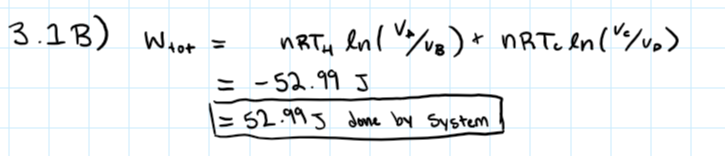 3.1B) W_tot = nRT_H ln(V_A/V_B) + nRT_C ln(V_C/V_D)
= -52.99 J
= 52.99 J done by system